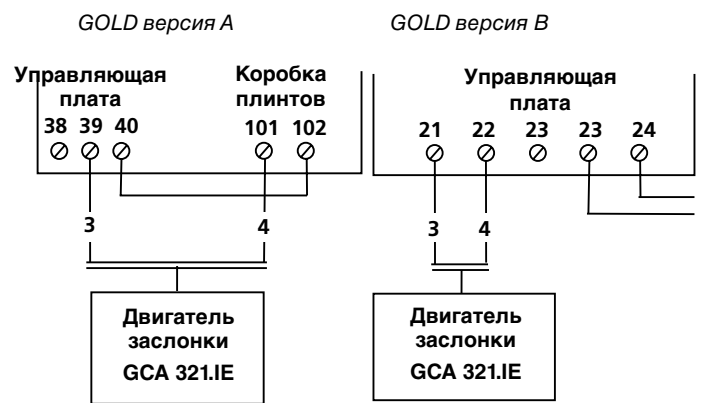 GOLD версия A
GOLD версия B
Управляющая
плата
Коробка
плинтов
Управляющая
плата
38 39 40
101 102
21 22 23 23 24
3
4
3
4
Двигатель
заслонки
GCA 321.IE
Двигатель
заслонки
GCA 321.IE